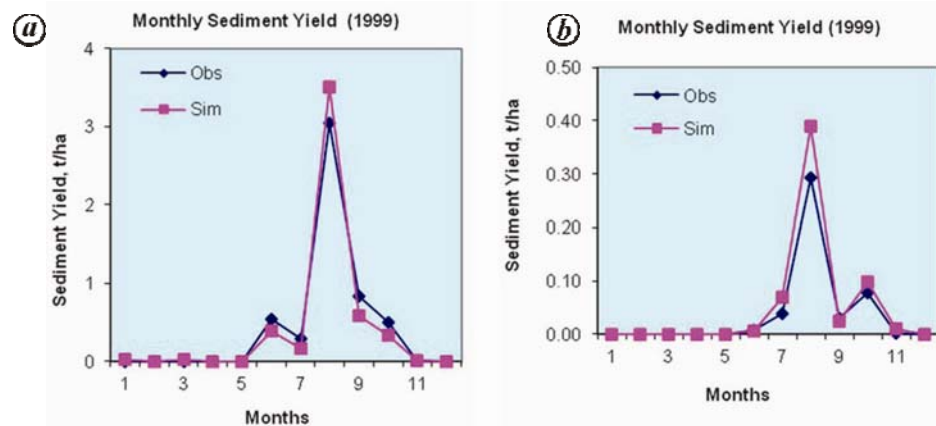 a
Monthly Sediment Yield (1999)
Sediment Yield, t/ha
4
3
2
1
0
Obs
Sim
1 3 5 7 9 11
Months
b
Monthly Sediment Yield (1999)
Sediment Yield, t/ha
0.50
0.40
0.30
0.20
0.10
0.00
Obs
Sim
1 3 5 7 9 11
Months